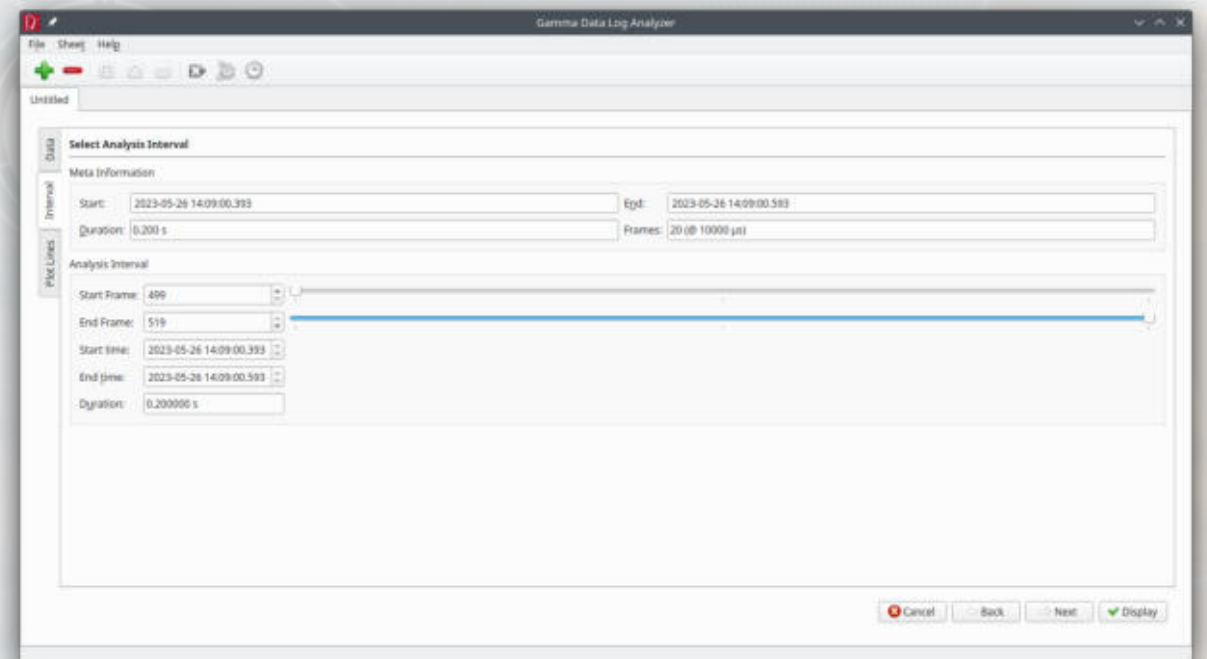 Gamma Data Log Analyzer
File Sheet Help
Untitled
Data
Interval
Plot Lines
Select Analysis Interval
Meta Information
Start: 2023-05-26 14:09:00.393 End: 2023-05-26 14:09:00.593
Duration: 0.200 s Frames: 20 (@ 10000 µs)
Analysis Interval
Start Frame: 499
End Frame: 519
Start time: 2023-05-26 14:09:00.393
End time: 2023-05-26 14:09:00.593
Duration: 0.200000 s
Cancel Back Next Display